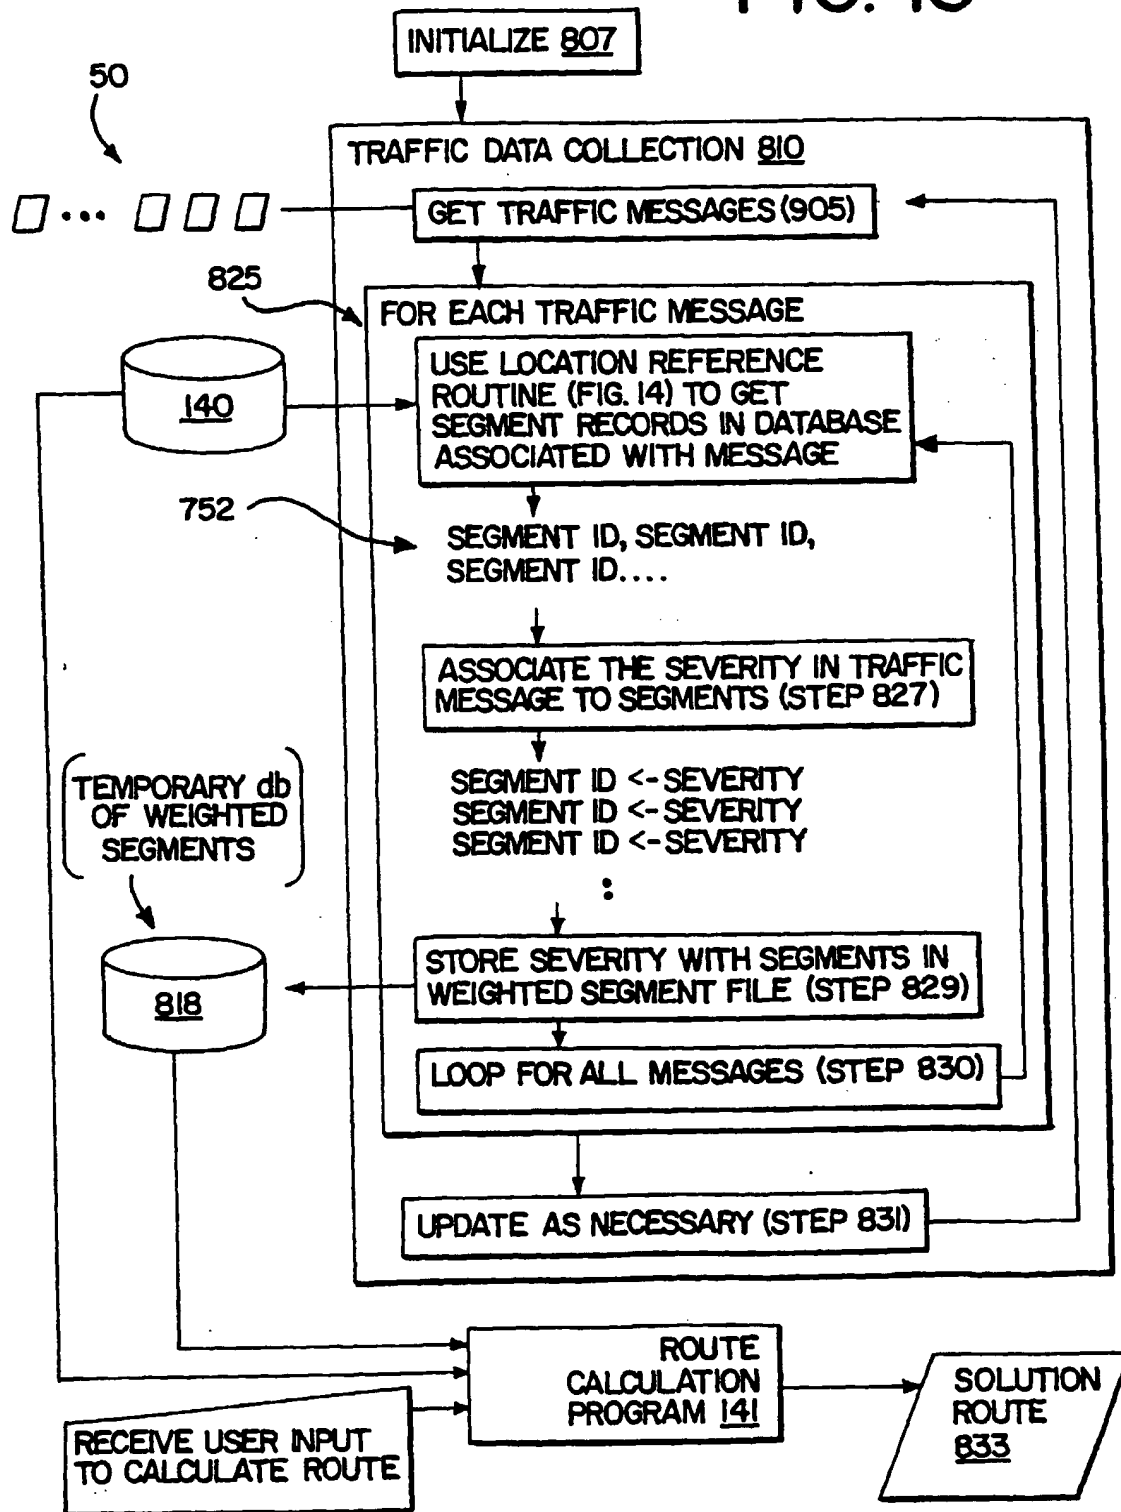 INITIALIZE 807
50
TRAFFIC DATA COLLECTION 810
GET TRAFFIC MESSAGES (905)
825
FOR EACH TRAFFIC MESSAGE
USE LOCATION REFERENCE
ROUTINE (FIG. 14) TO GET
SEGMENT RECORDS IN DATABASE
ASSOCIATED WITH MESSAGE
140
752
SEGMENT ID, SEGMENT ID,
SEGMENT ID....
ASSOCIATE THE SEVERITY IN TRAFFIC
MESSAGE TO SEGMENTS (STEP 827)
SEGMENT ID <- SEVERITY
SEGMENT ID <- SEVERITY
SEGMENT ID <- SEVERITY
:
TEMPORARY db
OF WEIGHTED
SEGMENTS
818
STORE SEVERITY WITH SEGMENTS IN
WEIGHTED SEGMENT FILE (STEP 829)
LOOP FOR ALL MESSAGES (STEP 830)
UPDATE AS NECESSARY (STEP 831)
ROUTE
CALCULATION
PROGRAM 141
RECEIVE USER INPUT
TO CALCULATE ROUTE
SOLUTION
ROUTE
833